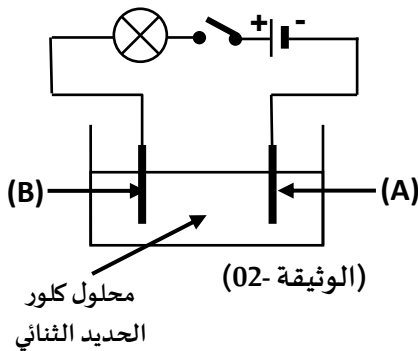 + -
(B)
(A)
(الوثيقة -02)
محلول كلور
الحديد الثنائي